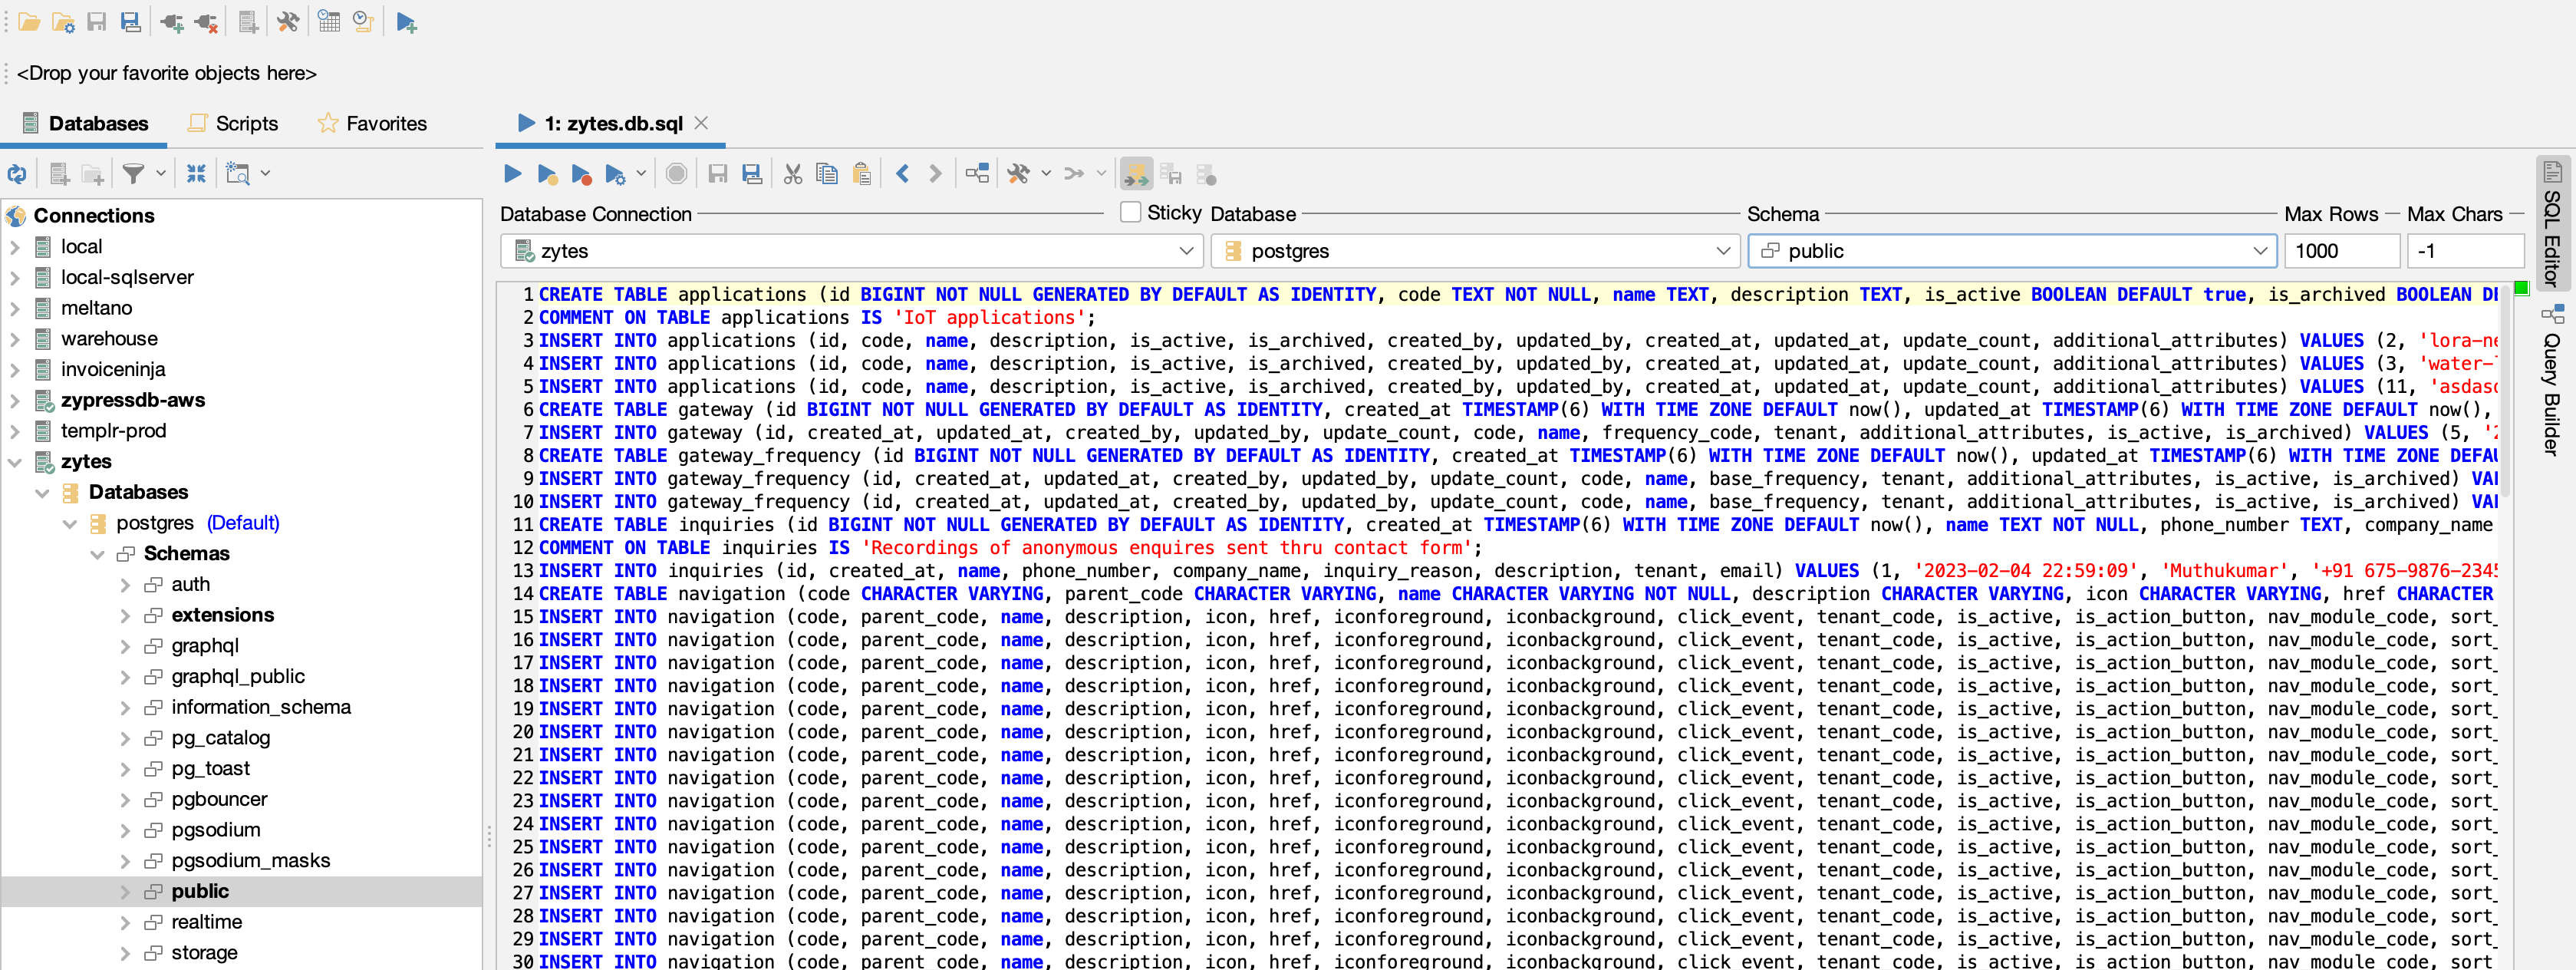 <Drop your favorite objects here>
Databases
Scripts
Favorites
1: zytes.db.sql
Database Connection
Sticky
Database
Schema
Max Rows
Max Chars
zytes
postgres
public
1000
-1
SQL Editor
Query Builder
Connections
local
local-sqlserver
meltano
warehouse
invoiceninja
zypressdb-aws
templr-prod
zytes
Databases
postgres (Default)
Schemas
auth
extensions
graphql
graphql_public
information_schema
pg_catalog
pg_toast
pgbouncer
pgsodium
pgsodium_masks
public
realtime
storage
1 CREATE TABLE applications (id BIGINT NOT NULL GENERATED BY DEFAULT AS IDENTITY, code TEXT NOT NULL, name TEXT, description TEXT, is_active BOOLEAN DEFAULT true, is_archived BOOLEAN
2 COMMENT ON TABLE applications IS 'IoT applications';
3 INSERT INTO applications (id, code, name, description, is_active, is_archived, created_by, updated_by, created_at, updated_at, update_count, additional_attributes) VALUES (2, 'lora-ne
4 INSERT INTO applications (id, code, name, description, is_active, is_archived, created_by, updated_by, created_at, updated_at, update_count, additional_attributes) VALUES (3, 'water-
5 INSERT INTO applications (id, code, name, description, is_active, is_archived, created_by, updated_by, created_at, updated_at, update_count, additional_attributes) VALUES (11, 'asdas
6 CREATE TABLE gateway (id BIGINT NOT NULL GENERATED BY DEFAULT AS IDENTITY, created_at TIMESTAMP(6) WITH TIME ZONE DEFAULT now(), updated_at TIMESTAMP(6) WITH TIME ZONE DEFAULT now(),
7 INSERT INTO gateway (id, created_at, updated_at, created_by, updated_by, update_count, code, name, frequency_code, tenant, additional_attributes, is_active, is_archived) VALUES (5, '
8 CREATE TABLE gateway_frequency (id BIGINT NOT NULL GENERATED BY DEFAULT AS IDENTITY, created_at TIMESTAMP(6) WITH TIME ZONE DEFAULT now(), updated_at TIMESTAMP(6) WITH TIME ZONE DEFAU
9 INSERT INTO gateway_frequency (id, created_at, updated_at, created_by, updated_by, update_count, code, name, base_frequency, tenant, additional_attributes, is_active, is_archived) VA
10 INSERT INTO gateway_frequency (id, created_at, updated_at, created_by, updated_by, update_count, code, name, base_frequency, tenant, additional_attributes, is_active, is_archived) VA
11 CREATE TABLE inquiries (id BIGINT NOT NULL GENERATED BY DEFAULT AS IDENTITY, created_at TIMESTAMP(6) WITH TIME ZONE DEFAULT now(), name TEXT NOT NULL, phone_number TEXT, company_name
12 COMMENT ON TABLE inquiries IS 'Recordings of anonymous enquires sent thru contact form';
13 INSERT INTO inquiries (id, created_at, name, phone_number, company_name, inquiry_reason, description, tenant, email) VALUES (1, '2023-02-04 22:59:09', 'Muthukumar', '+91 675-9876-2345
14 CREATE TABLE navigation (code CHARACTER VARYING, parent_code CHARACTER VARYING, name CHARACTER VARYING NOT NULL, description CHARACTER VARYING, icon CHARACTER VARYING, href CHARACTER
15 INSERT INTO navigation (code, parent_code, name, description, icon, href, iconforeground, iconbackground, click_event, tenant_code, is_active, is_action_button, nav_module_code, sort_
16 INSERT INTO navigation (code, parent_code, name, description, icon, href, iconforeground, iconbackground, click_event, tenant_code, is_active, is_action_button, nav_module_code, sort_
17 INSERT INTO navigation (code, parent_code, name, description, icon, href, iconforeground, iconbackground, click_event, tenant_code, is_active, is_action_button, nav_module_code, sort_
18 INSERT INTO navigation (code, parent_code, name, description, icon, href, iconforeground, iconbackground, click_event, tenant_code, is_active, is_action_button, nav_module_code, sort_
19 INSERT INTO navigation (code, parent_code, name, description, icon, href, iconforeground, iconbackground, click_event, tenant_code, is_active, is_action_button, nav_module_code, sort_
20 INSERT INTO navigation (code, parent_code, name, description, icon, href, iconforeground, iconbackground, click_event, tenant_code, is_active, is_action_button, nav_module_code, sort_
21 INSERT INTO navigation (code, parent_code, name, description, icon, href, iconforeground, iconbackground, click_event, tenant_code, is_active, is_action_button, nav_module_code, sort_
22 INSERT INTO navigation (code, parent_code, name, description, icon, href, iconforeground, iconbackground, click_event, tenant_code, is_active, is_action_button, nav_module_code, sort_
23 INSERT INTO navigation (code, parent_code, name, description, icon, href, iconforeground, iconbackground, click_event, tenant_code, is_active, is_action_button, nav_module_code, sort_
24 INSERT INTO navigation (code, parent_code, name, description, icon, href, iconforeground, iconbackground, click_event, tenant_code, is_active, is_action_button, nav_module_code, sort_
25 INSERT INTO navigation (code, parent_code, name, description, icon, href, iconforeground, iconbackground, click_event, tenant_code, is_active, is_action_button, nav_module_code, sort_
26 INSERT INTO navigation (code, parent_code, name, description, icon, href, iconforeground, iconbackground, click_event, tenant_code, is_active, is_action_button, nav_module_code, sort_
27 INSERT INTO navigation (code, parent_code, name, description, icon, href, iconforeground, iconbackground, click_event, tenant_code, is_active, is_action_button, nav_module_code, sort_
28 INSERT INTO navigation (code, parent_code, name, description, icon, href, iconforeground, iconbackground, click_event, tenant_code, is_active, is_action_button, nav_module_code, sort_
29 INSERT INTO navigation (code, parent_code, name, description, icon, href, iconforeground, iconbackground, click_event, tenant_code, is_active, is_action_button, nav_module_code, sort_
30 INSERT INTO navigation (code, parent_code, name, description, icon, href, iconforeground, iconbackground, click_event, tenant_code, is_active, is_action_button, nav_module_code, sort_